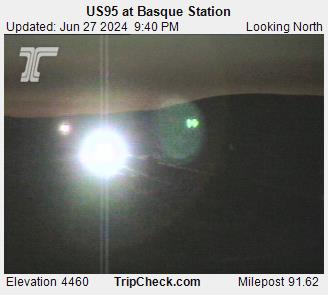 US95 at Basque Station
Updated: Jun 27 2024 9:40 PM Looking North
Elevation 4460 TripCheck.com Milepost 91.62